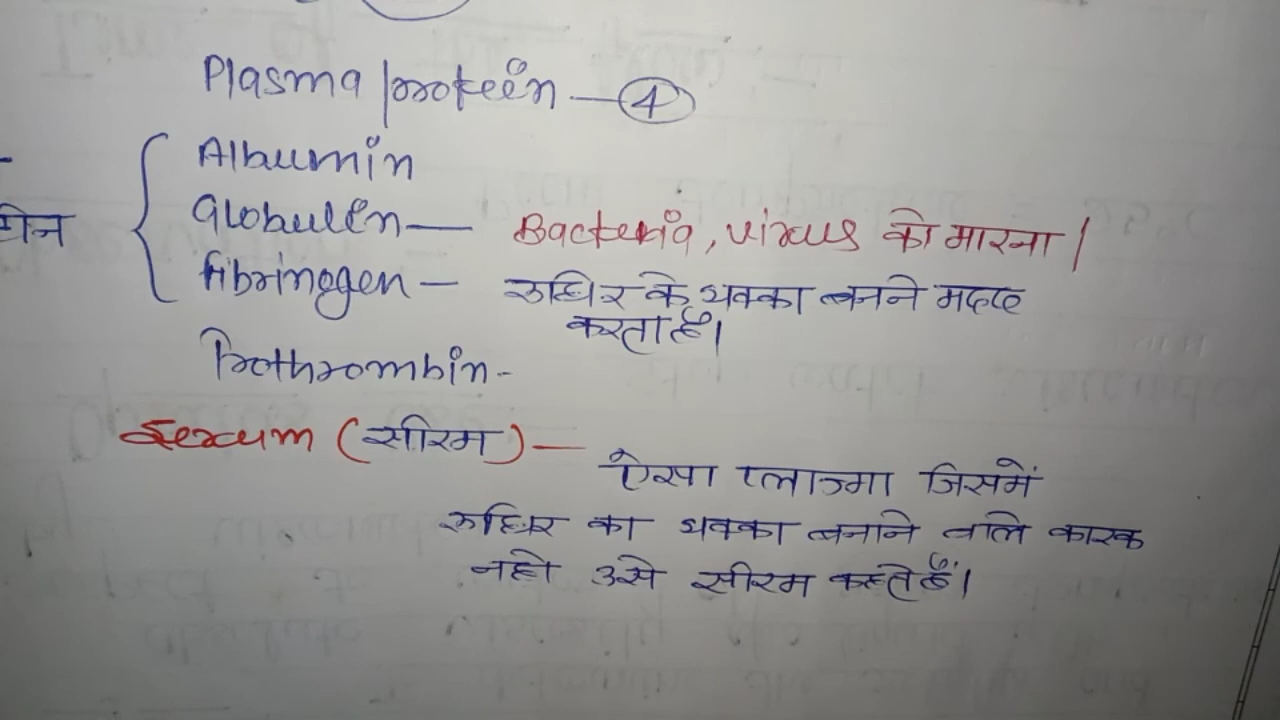 Plasma protein — 4
Albumin
Globulin — Bacteria, virus को मारना |
fibrinogen — रुधिर के थक्का बनने मदद
करता है।
Prothrombin -
Serum (सीरम) —
ऐसा प्लाज्मा जिसमें
रुधिर का थक्का बनाने वाले कारक
नहो उसे सीरम कहते हैं।